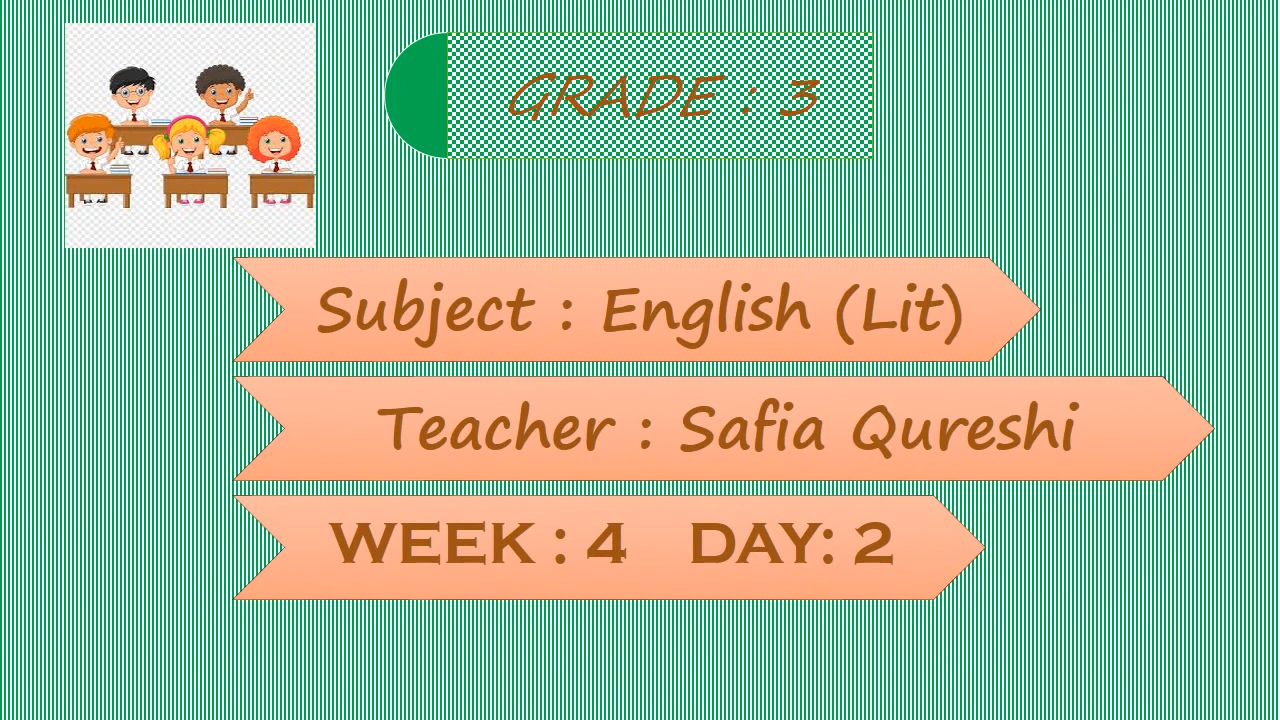 GRADE : 3
Subject : English (Lit)
Teacher : Safia Qureshi
WEEK : 4 DAY: 2